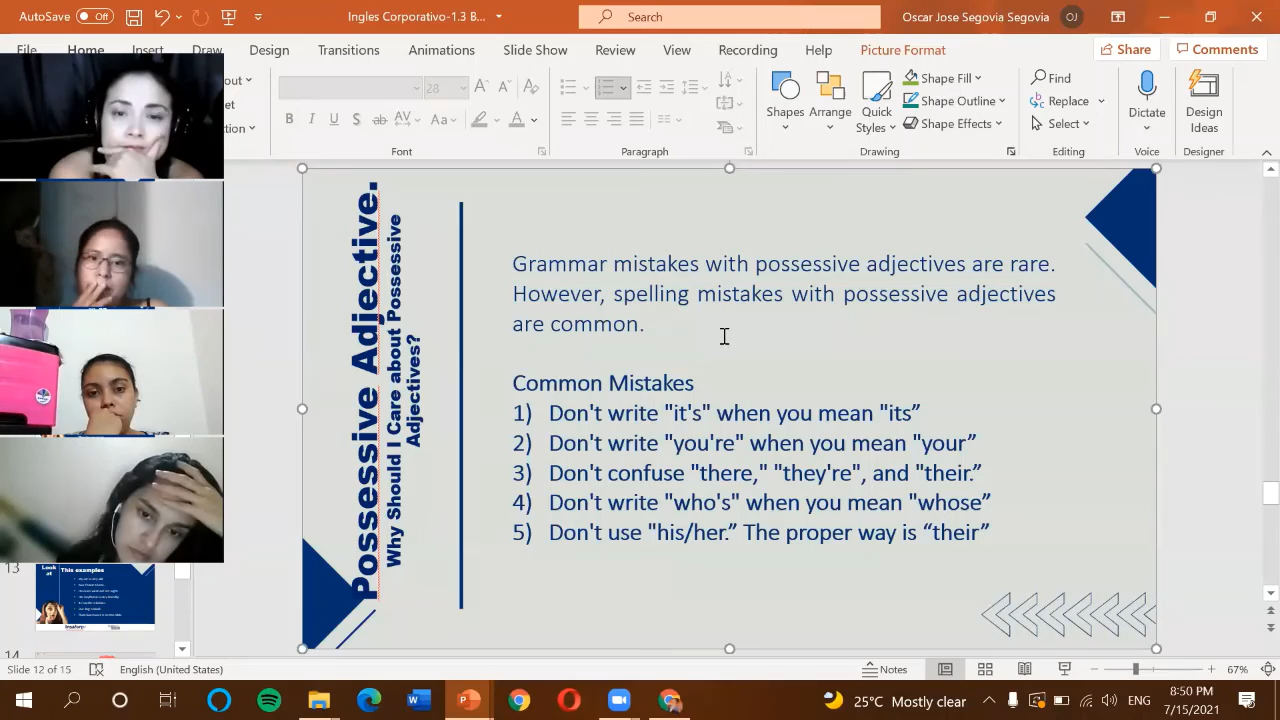 AutoSave Off Ingles Corporativo-1.3 B... Search Oscar Jose Segovia Segovia OJ
File Home Insert Draw Design Transitions Animations Slide Show Review View Recording Help Picture Format Share Comments
Shapes Arrange Quick Styles
Shape Fill
Shape Outline
Shape Effects
Find
Replace
Select
Dictate
Design Ideas
Font Paragraph Drawing Editing Voice Designer
Possessive Adjective.
Why Should I Care about Possessive
Adjectives?
Grammar mistakes with possessive adjectives are rare.
However, spelling mistakes with possessive adjectives
are common.
Common Mistakes
1) Don't write "it's" when you mean "its”
2) Don't write "you're" when you mean "your”
3) Don't confuse "there," "they're", and "their.”
4) Don't write "who's" when you mean "whose”
5) Don't use "his/her.” The proper way is “their”
13
Look at
This examples
14
Slide 12 of 15 English (United States) Notes 67%
25°C Mostly clear ENG 8:50 PM
7/15/2021